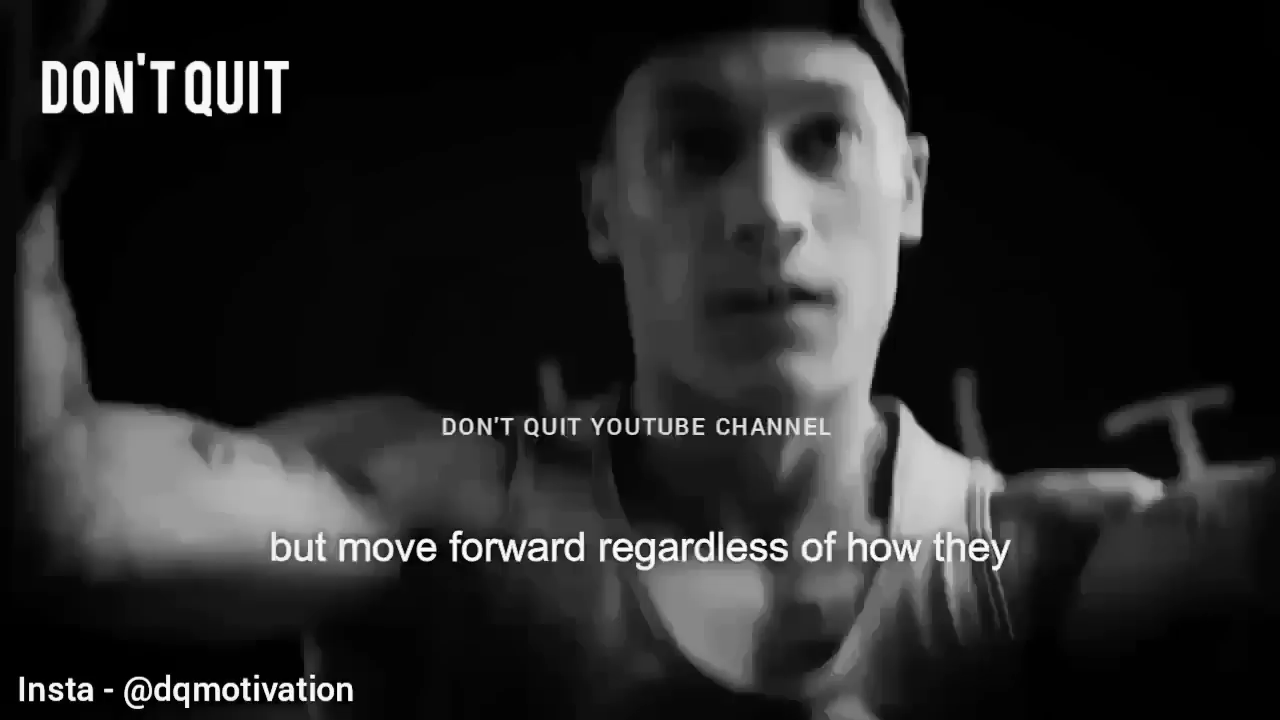 DON'T QUIT
DON'T QUIT YOUTUBE CHANNEL
but move forward regardless of how they
Insta - @dqmotivation